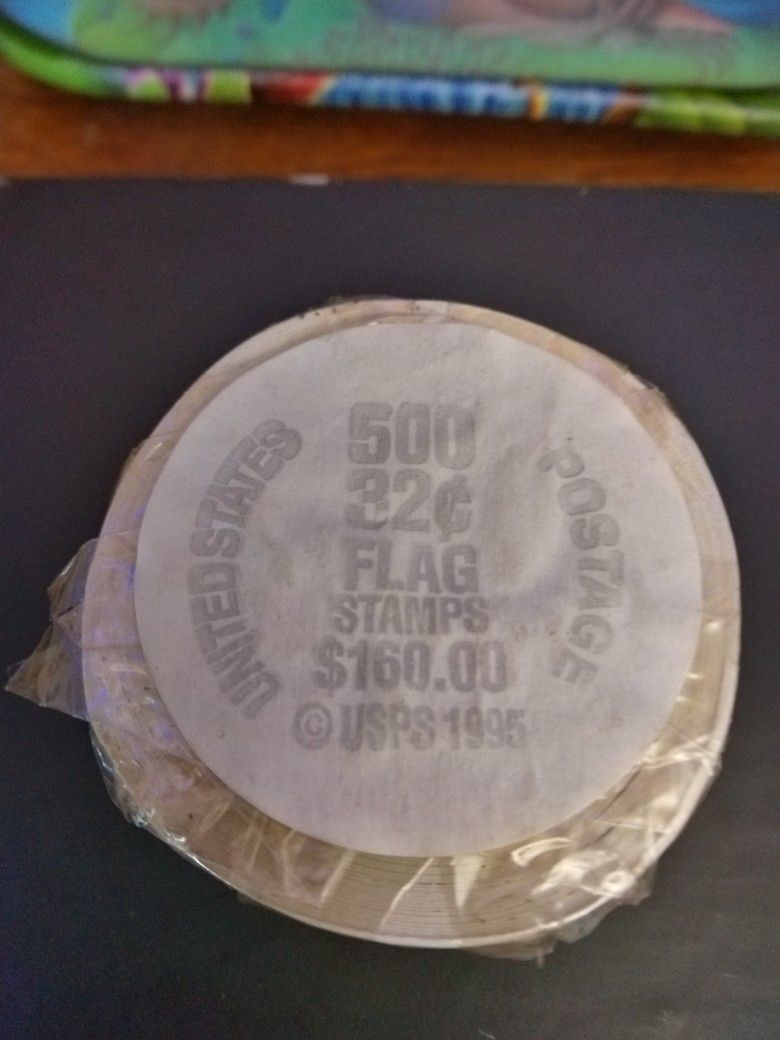 UNITED STATES
500
32¢
FLAG
STAMPS
$160.00
© USPS 1995
POSTAGE